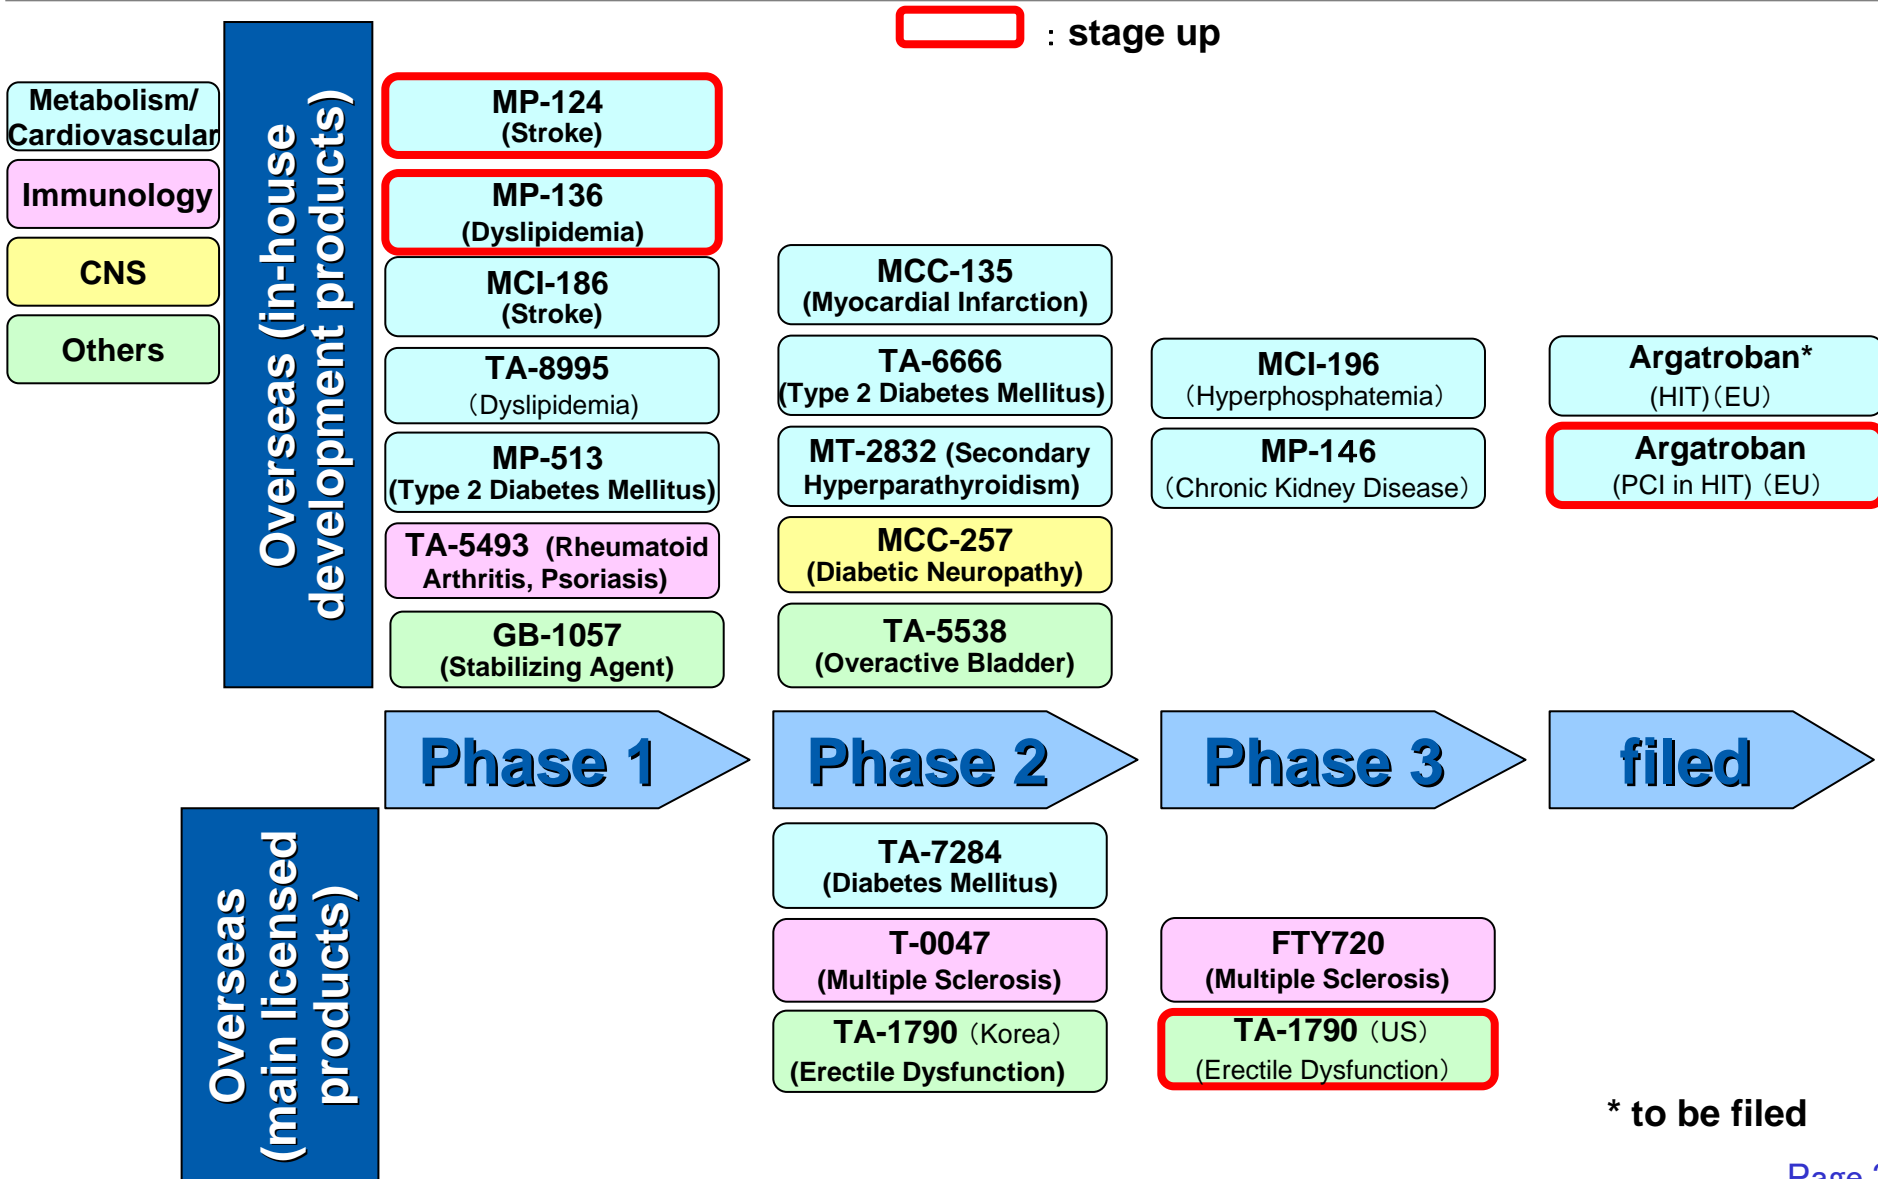 : stage up
Metabolism/
Cardiovascular
Immunology
CNS
Others
Overseas (in-house
development products)
MP-124
(Stroke)
MP-136
(Dyslipidemia)
MCI-186
(Stroke)
TA-8995
（Dyslipidemia)
MP-513
(Type 2 Diabetes Mellitus)
TA-5493 (Rheumatoid
Arthritis, Psoriasis)
GB-1057
(Stabilizing Agent)
MCC-135
(Myocardial Infarction)
TA-6666
(Type 2 Diabetes Mellitus)
MT-2832 (Secondary
Hyperparathyroidism)
MCC-257
(Diabetic Neuropathy)
TA-5538
(Overactive Bladder)
MCI-196
（Hyperphosphatemia）
MP-146
（Chronic Kidney Disease）
Argatroban*
(HIT)（EU）
Argatroban
(PCI in HIT) （EU）
Phase 1
Phase 2
Phase 3
filed
Overseas
(main licensed
products)
TA-7284
(Diabetes Mellitus)
T-0047
(Multiple Sclerosis)
TA-1790（Korea）
(Erectile Dysfunction)
FTY720
(Multiple Sclerosis)
TA-1790（US）
(Erectile Dysfunction）
* to be filed
Page